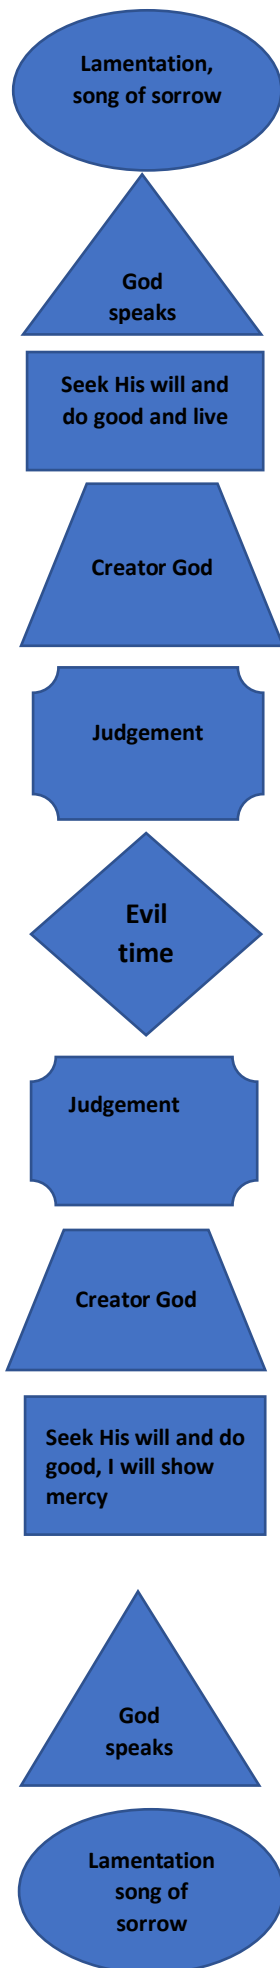 Lamentation,
song of sorrow
God
speaks
Seek His will and
do good and live
Creator God
Judgement
Evil
time
Judgement
Creator God
Seek His will and do
good, I will show
mercy
God
speaks
Lamentation
song of
sorrow